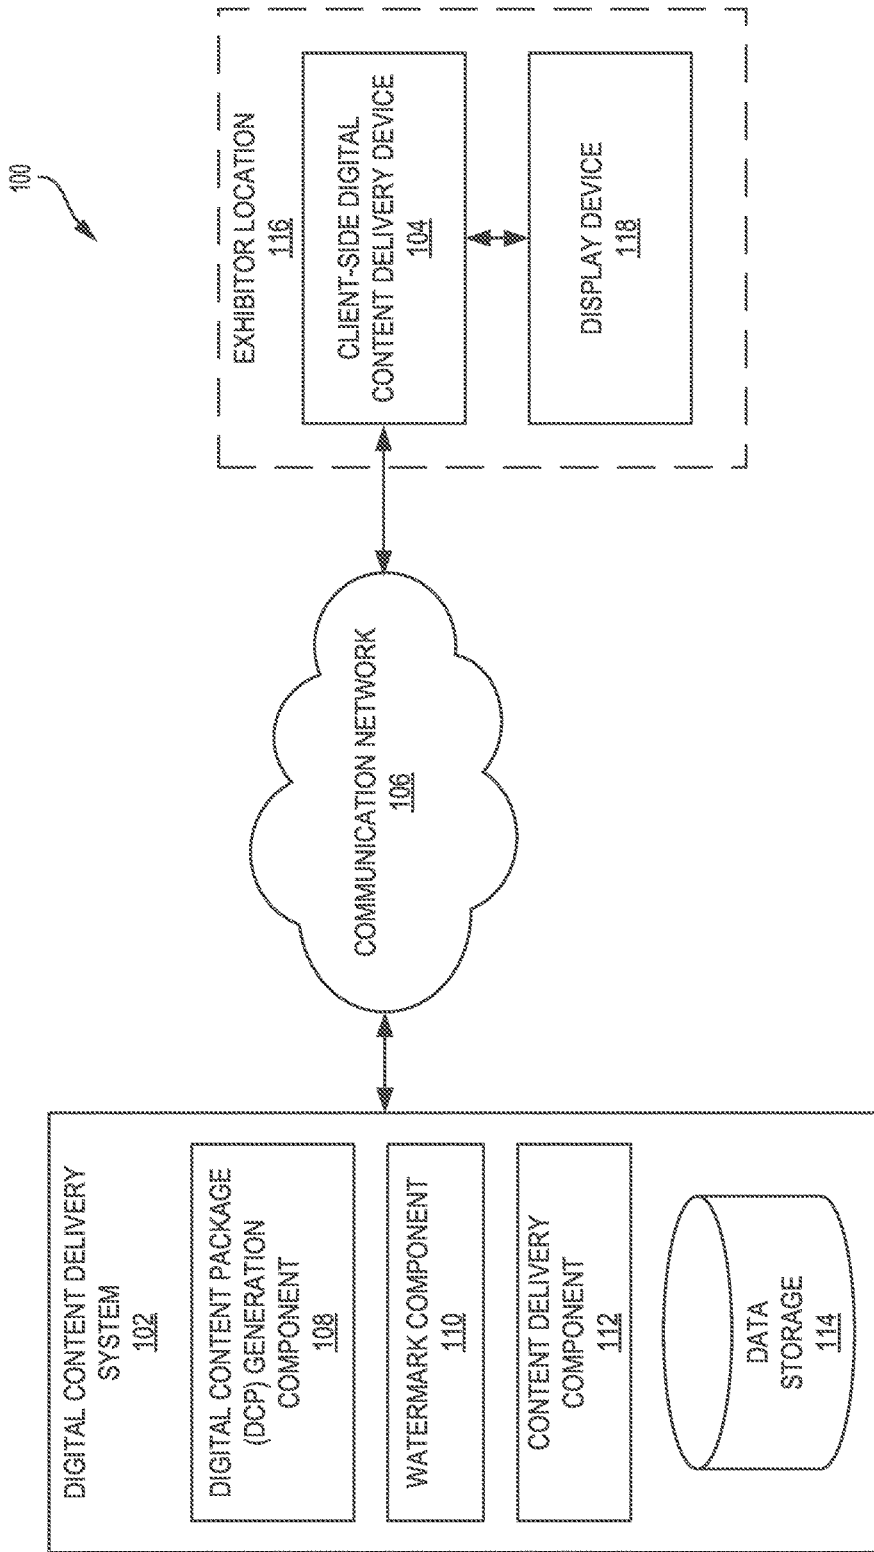 100
DIGITAL CONTENT DELIVERY
SYSTEM
102
DIGITAL CONTENT PACKAGE
(DCP) GENERATION
COMPONENT
108
WATERMARK COMPONENT
110
CONTENT DELIVERY
COMPONENT
112
DATA
STORAGE
114
COMMUNICATION NETWORK
106
EXHIBITOR LOCATION
116
CLIENT-SIDE DIGITAL
CONTENT DELIVERY DEVICE
104
DISPLAY DEVICE
118